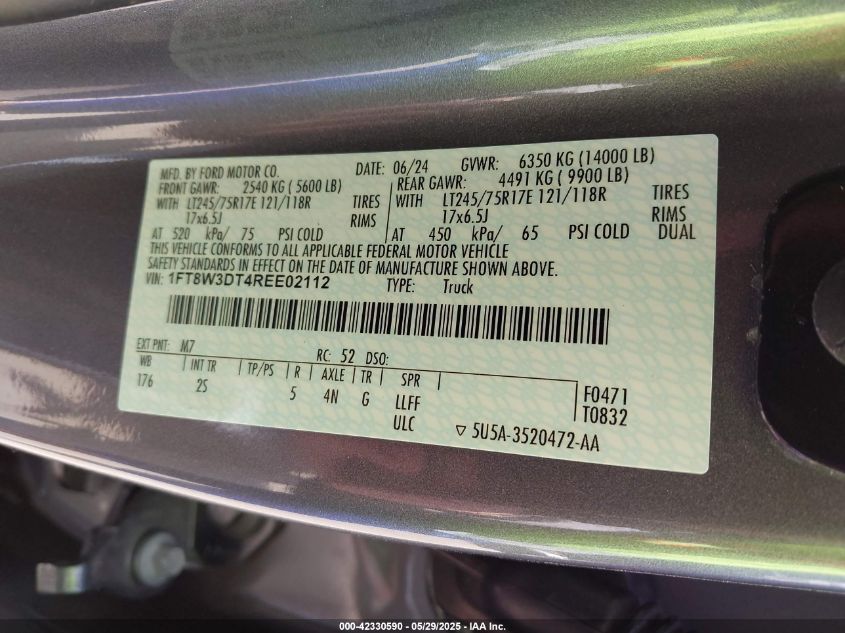 MFD. BY FORD MOTOR CO. DATE: 06/24 GVWR: 6350 KG (14000 LB)
FRONT GAWR: 2540 KG (5600 LB) REAR GAWR: 4491 KG (9900 LB)
WITH LT245/75R17E 121/118R TIRES WITH LT245/75R17E 121/118R TIRES
17x6.5J RIMS 17x6.5J RIMS
AT 520 kPa/ 75 PSI COLD AT 450 kPa/ 65 PSI COLD DUAL
THIS VEHICLE CONFORMS TO ALL APPLICABLE FEDERAL MOTOR VEHICLE
SAFETY STANDARDS IN EFFECT ON THE DATE OF MANUFACTURE SHOWN ABOVE.
VIN: 1FT8W3DT4REE02112 TYPE: Truck
EXT PNT: M7 RC: 52 DSO:
WB INT TR TP/PS R AXLE TR SPR
176 2S 5 4N G LLFF F0471
ULC T0832
▽ 5U5A-3520472-AA
000-42330590 - 05/29/2025 - IAA Inc.